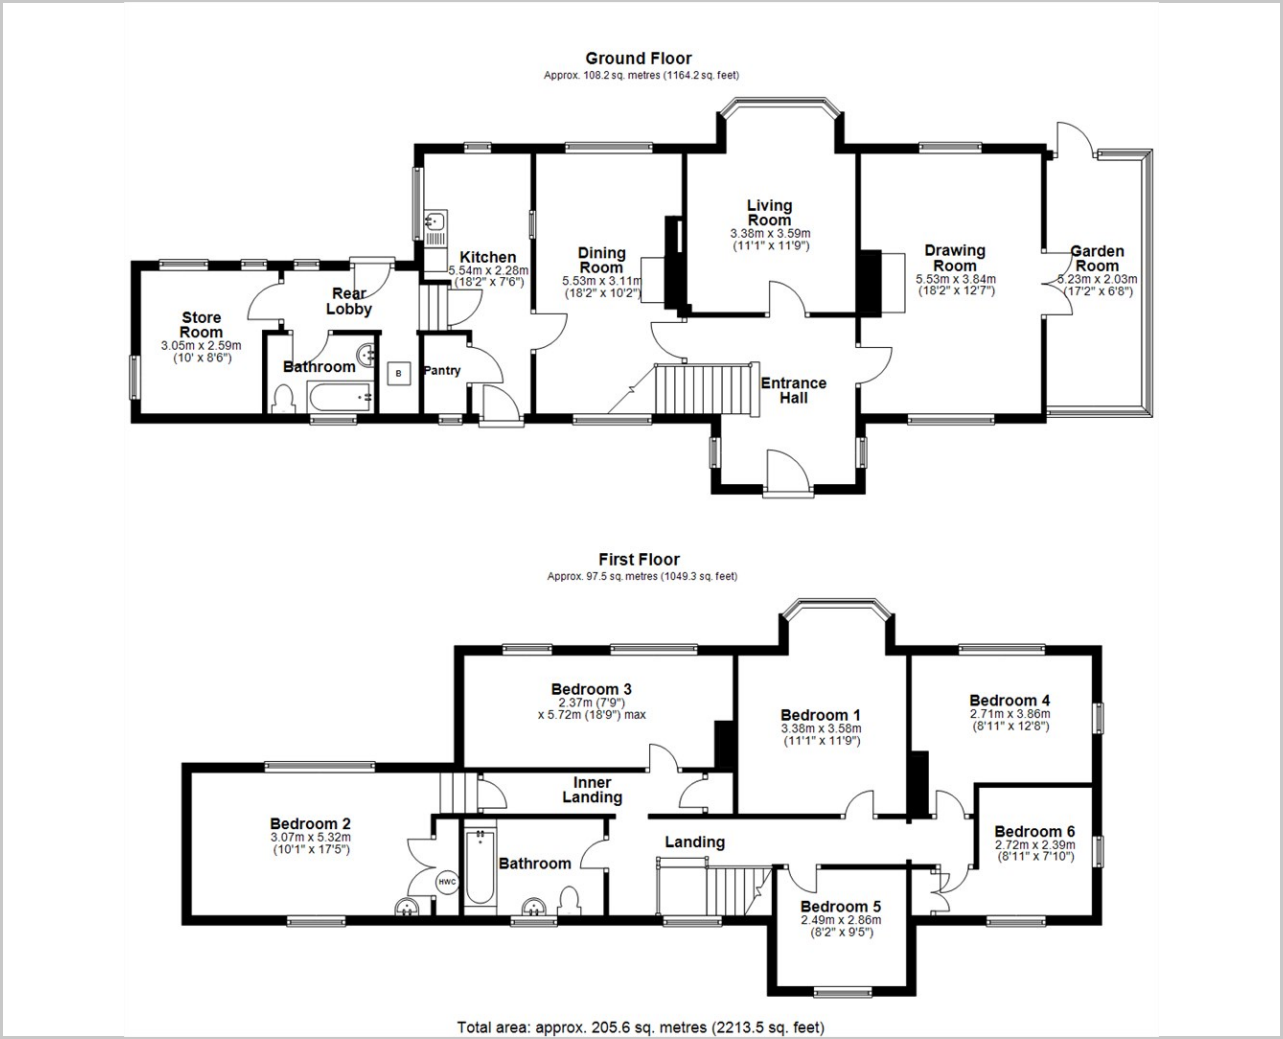 Ground Floor
Approx. 108.2 sq. metres (1164.2 sq. feet)
Living
Room
3.38m x 3.59m
(11'1" x 11'9")
Kitchen
5.54m x 2.28m
(18'2" x 7'6")
Dining
Room
5.53m x 3.11m
(18'2" x 10'2")
Drawing
Room
5.53m x 3.84m
(18'2" x 12'7")
Garden
Room
5.23m x 2.03m
(17'2" x 6'8")
Rear
Lobby
Store
Room
3.05m x 2.59m
(10' x 8'6")
Bathroom
B
Pantry
Entrance
Hall
First Floor
Approx. 97.5 sq. metres (1049.3 sq. feet)
Bedroom 3
2.37m (7'9")
x 5.72m (18'9") max
Bedroom 1
3.38m x 3.58m
(11'1" x 11'9")
Bedroom 4
2.71m x 3.86m
(8'11" x 12'8")
Inner
Landing
Bedroom 2
3.07m x 5.32m
(10'1" x 17'5")
Landing
Bedroom 6
2.72m x 2.39m
(8'11" x 7'10")
Bathroom
HWC
Bedroom 5
2.49m x 2.86m
(8'2" x 9'5")
Total area: approx. 205.6 sq. metres (2213.5 sq. feet)